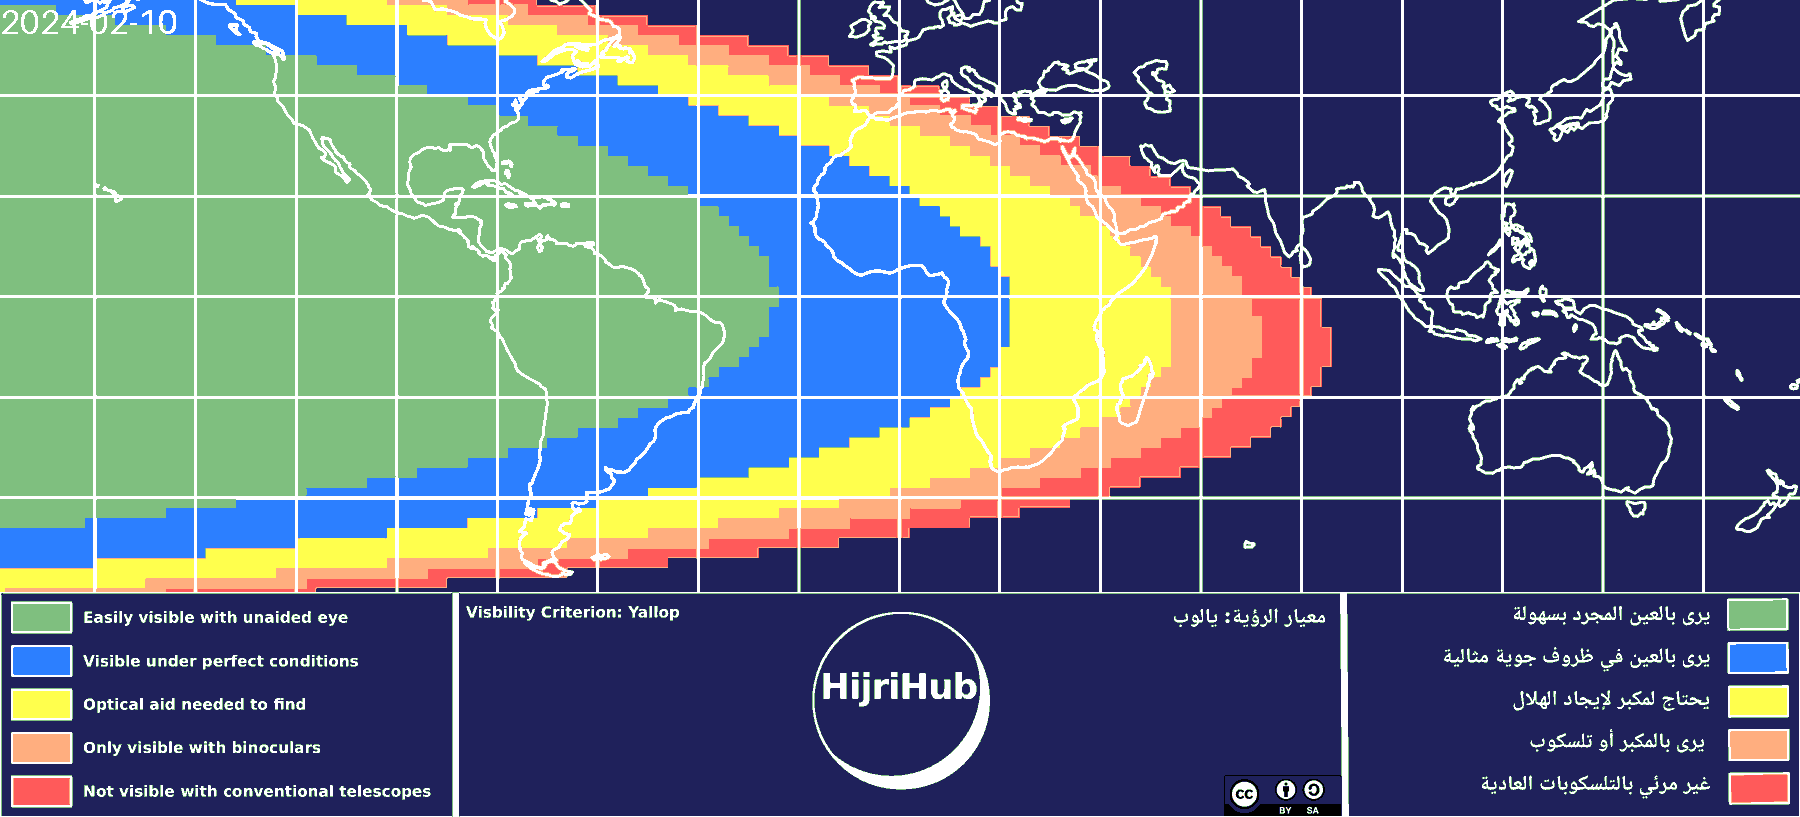 2024-02-10
Easily visible with unaided eye
Visible under perfect conditions
Optical aid needed to find
Only visible with binoculars
Not visible with conventional telescopes
Visbility Criterion: Yallop
HijriHub
معيار الرؤية: يالوب
cc
BY SA
يرى بالعين المجرد بسهولة
يرى بالعين في ظروف جوية مثالية
يحتاج لمكبر لإيجاد الهلال
يرى بالمكبر أو تلسكوب
غير مرئي بالتلسكوبات العادية